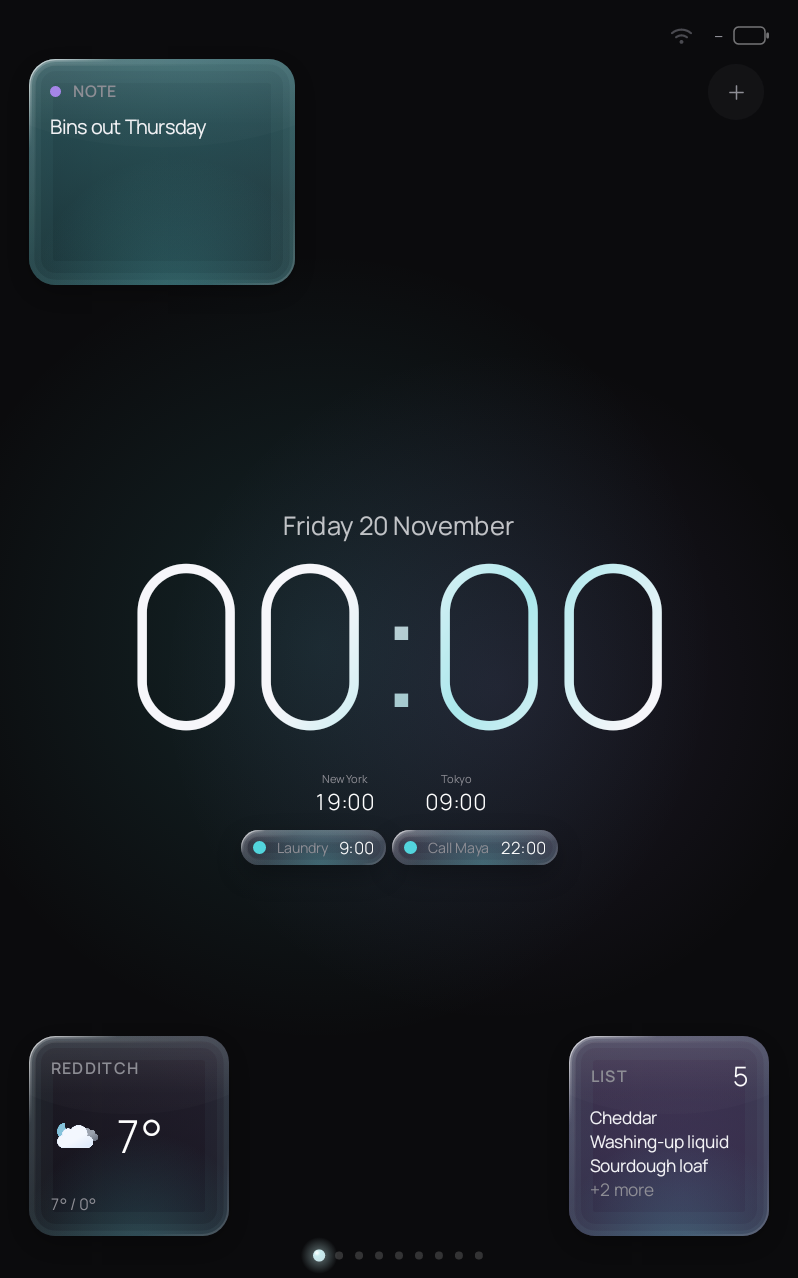 –
NOTE
+
Bins out Thursday
Friday 20 November
00:00
New York
Tokyo
19:00
09:00
Laundry 9:00
Call Maya 22:00
REDDITCH
7°
7° / 0°
LIST
5
Cheddar
Washing-up liquid
Sourdough loaf
+2 more